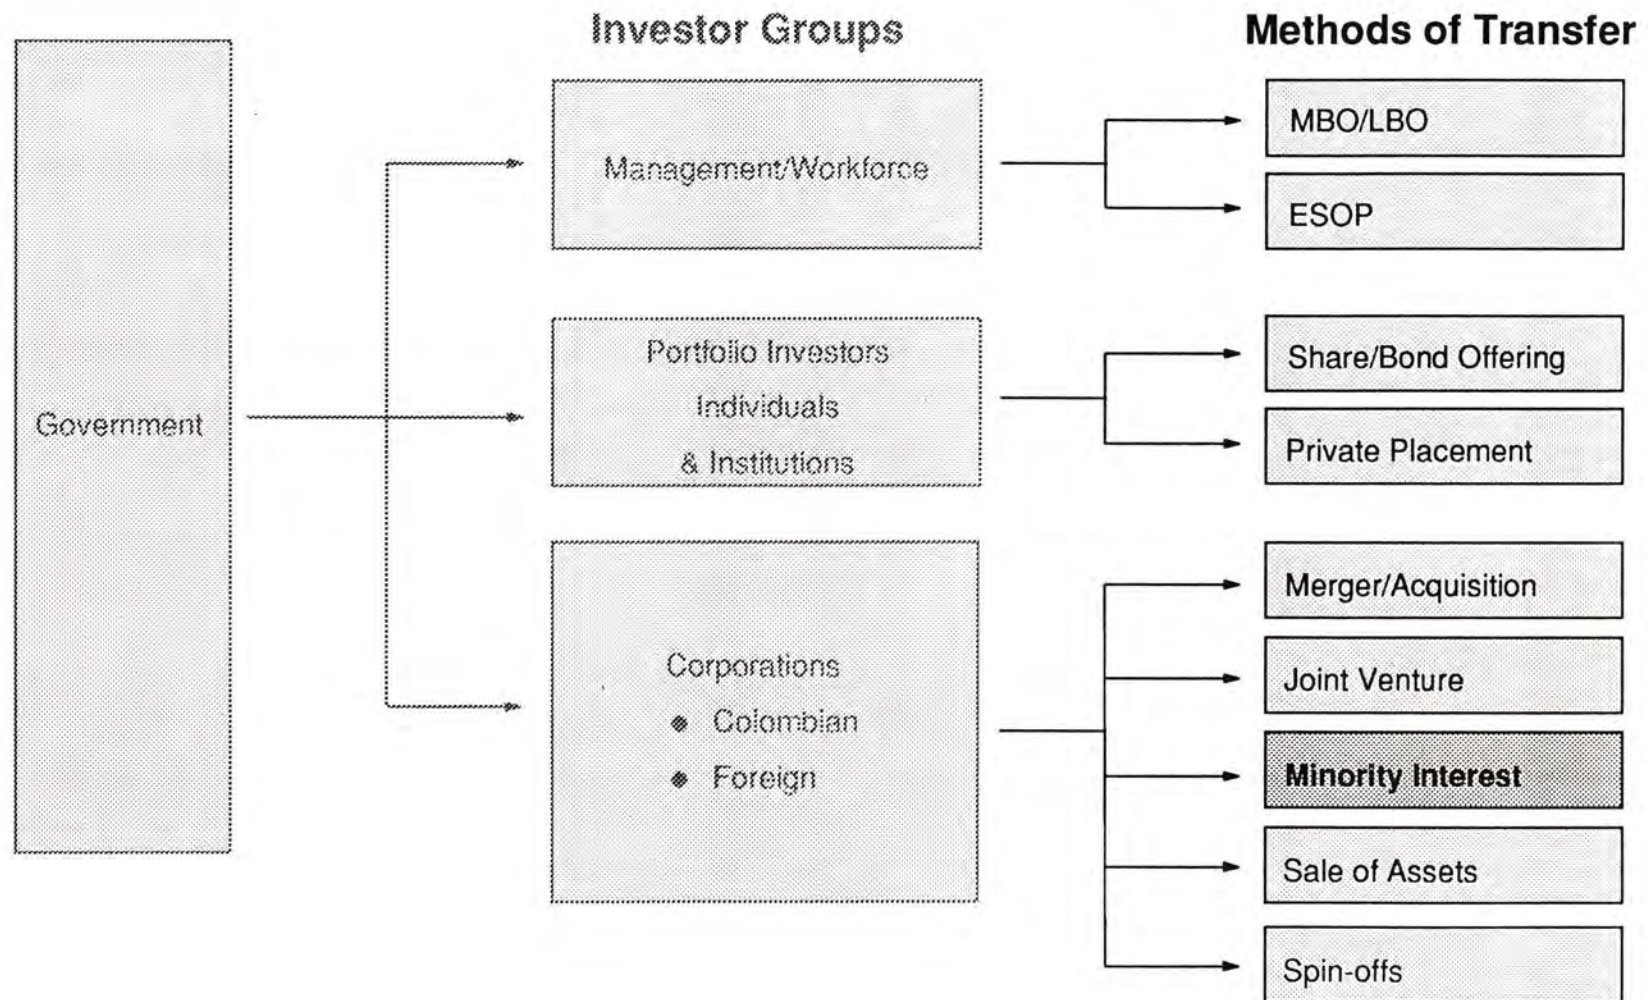 Investor Groups
Methods of Transfer
Government
Management/Workforce
MBO/LBO
ESOP
Portfolio Investors
Individuals
& Institutions
Share/Bond Offering
Private Placement
Corporations
● Colombian
● Foreign
Merger/Acquisition
Joint Venture
Minority Interest
Sale of Assets
Spin-offs